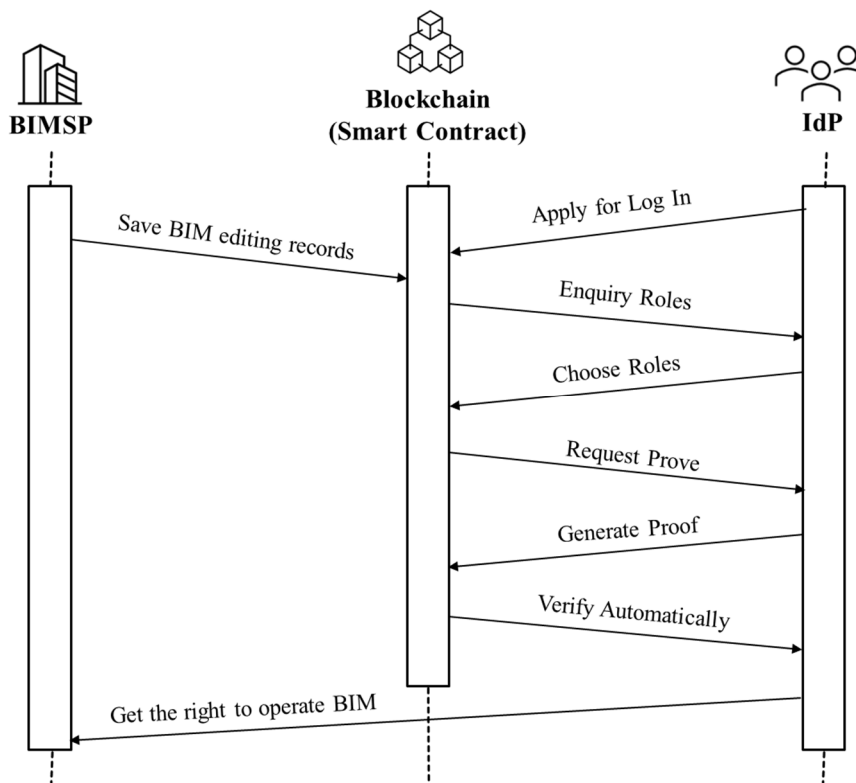 BIMSP
Blockchain
(Smart Contract)
IdP
Apply for Log In
Save BIM editing records
Enquiry Roles
Choose Roles
Request Prove
Generate Proof
Verify Automatically
Get the right to operate BIM